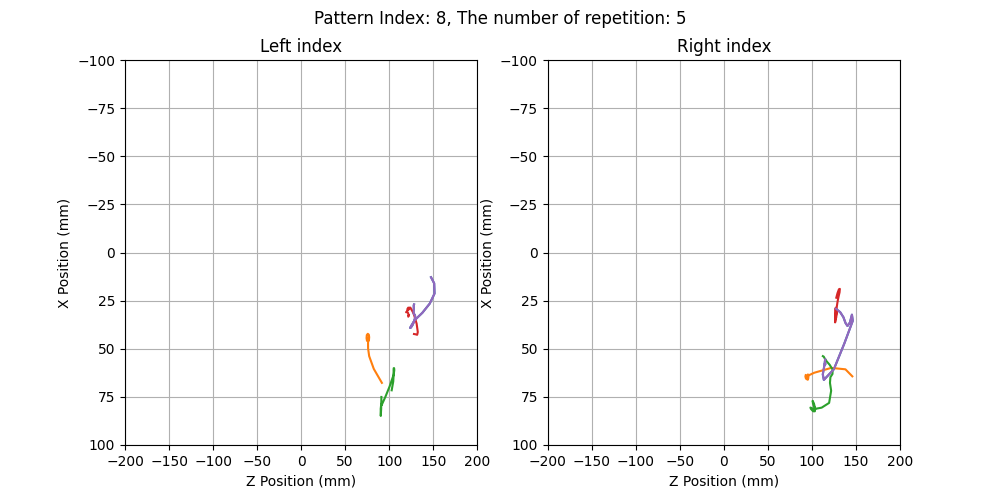 Pattern Index: 8, The number of repetition: 5
Left index
Right index
−100
−75
−50
−25
0
25
50
75
100
X Position (mm)
−200 −150 −100 −50 0 50 100 150 200
Z Position (mm)
−100
−75
−50
−25
0
25
50
75
100
X Position (mm)
−200 −150 −100 −50 0 50 100 150 200
Z Position (mm)